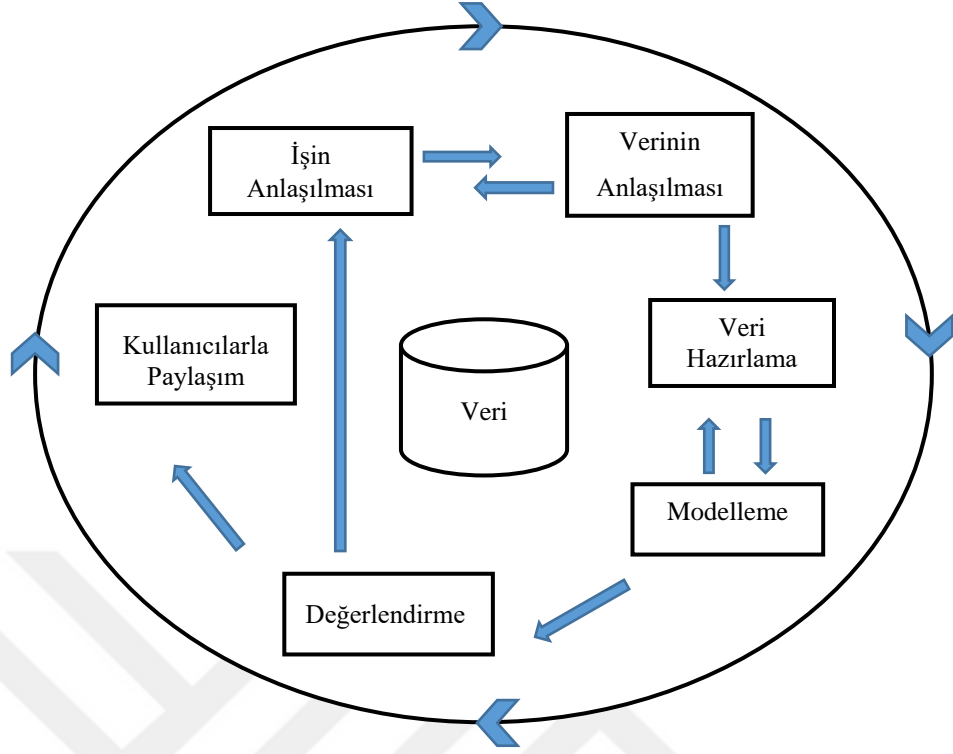 İşin
Anlaşılması
Verinin
Anlaşılması
Kullanıcılarla
Paylaşım
Veri
Veri
Hazırlama
Modelleme
Değerlendirme